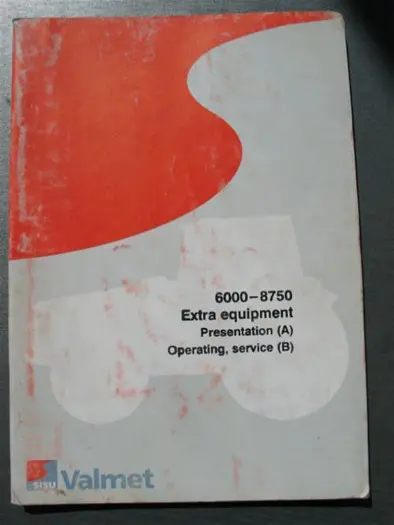 6000–8750
Extra equipment
Presentation (A)
Operating, service (B)
SISU Valmet